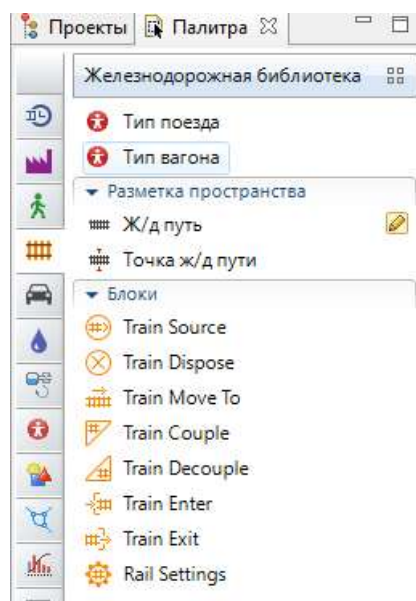 Проекты Палитра
Железнодорожная библиотека
Тип поезда
Тип вагона
Разметка пространства
Ж/д путь
Точка ж/д пути
Блоки
Train Source
Train Dispose
Train Move To
Train Couple
Train Decouple
Train Enter
Train Exit
Rail Settings